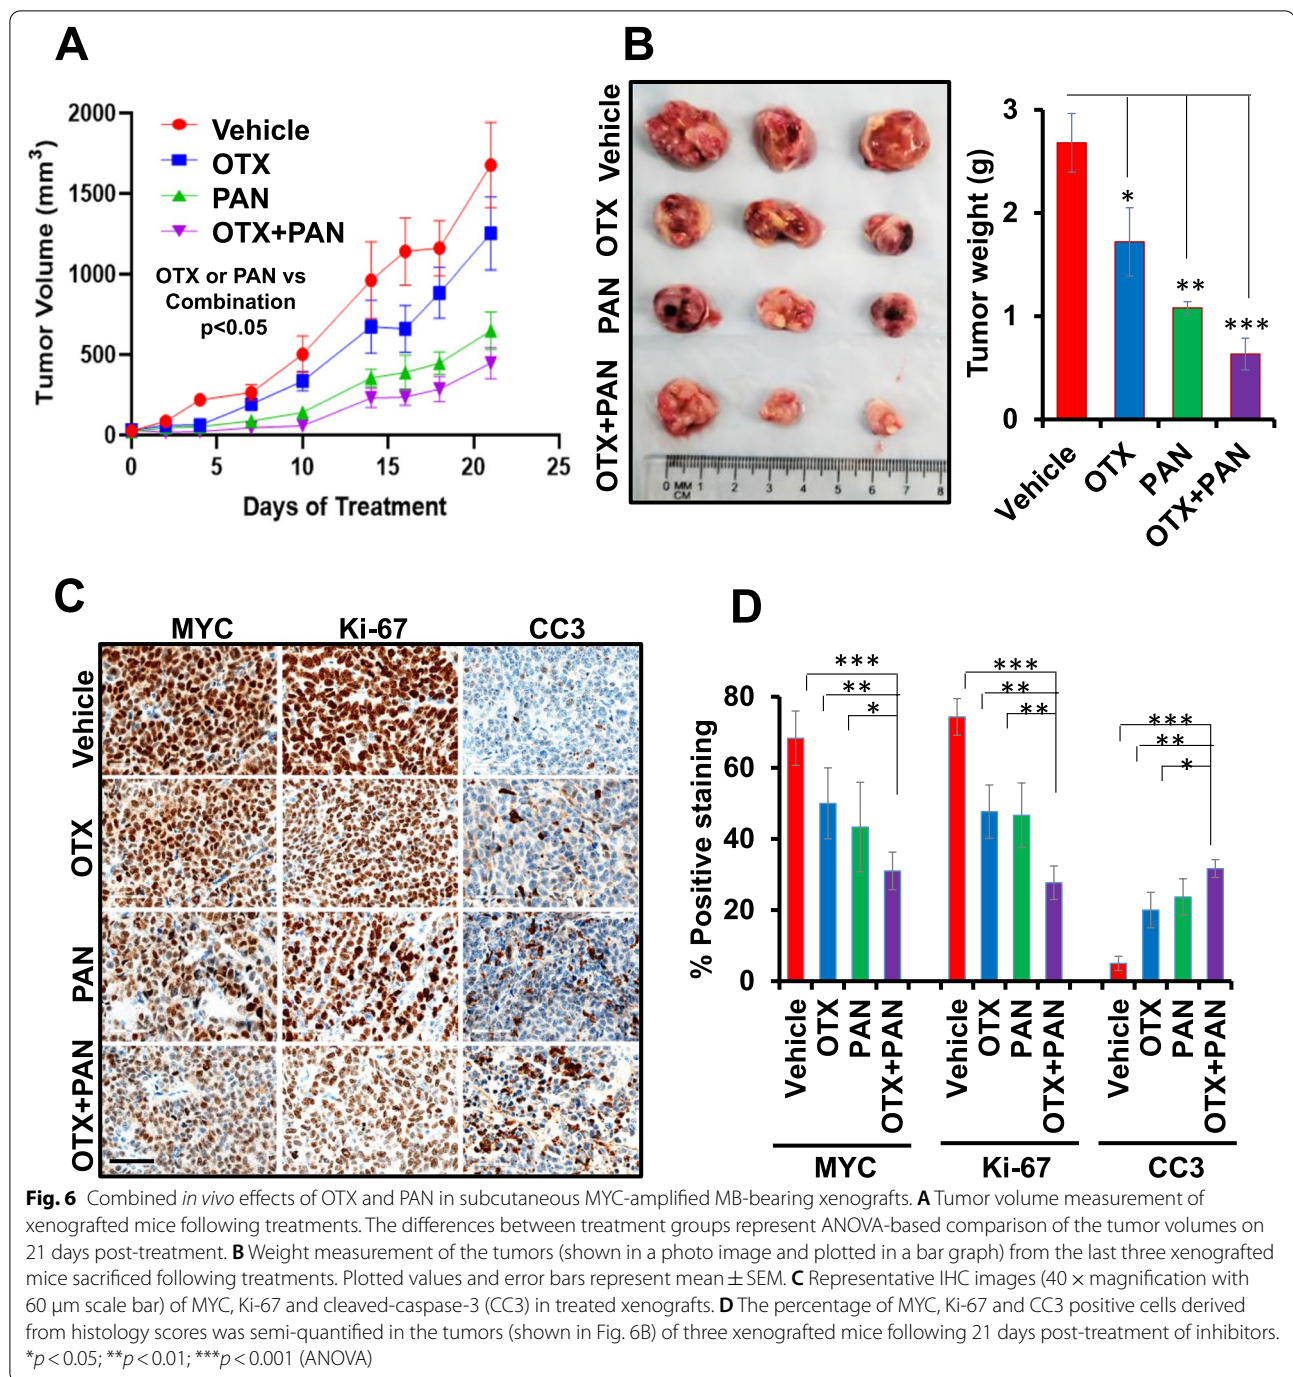 A
2000
1500
1000
500
0
Tumor Volume (mm³)
Vehicle
OTX
PAN
OTX+PAN
OTX or PAN vs
Combination
p<0.05
0 5 10 15 20 25
Days of Treatment
B
Vehicle
OTX
PAN
OTX+PAN
0 MM 1 2 3 4 5 6 7 8
CM
Tumor weight (g)
3
2
1
0
*
**
***
Vehicle
OTX
PAN
OTX+PAN
C
MYC Ki-67 CC3
Vehicle
OTX
PAN
OTX+PAN
D
% Positive staining
80
60
40
20
0
***
**
*
***
**
**
***
**
*
Vehicle
OTX
PAN
OTX+PAN
Vehicle
OTX
PAN
OTX+PAN
Vehicle
OTX
PAN
OTX+PAN
MYC Ki-67 CC3
Fig. 6 Combined in vivo effects of OTX and PAN in subcutaneous MYC-amplified MB-bearing xenografts. A Tumor volume measurement of
xenografted mice following treatments. The differences between treatment groups represent ANOVA-based comparison of the tumor volumes on
21 days post-treatment. B Weight measurement of the tumors (shown in a photo image and plotted in a bar graph) from the last three xenografted
mice sacrificed following treatments. Plotted values and error bars represent mean ± SEM. C Representative IHC images (40 × magnification with
60 μm scale bar) of MYC, Ki-67 and cleaved-caspase-3 (CC3) in treated xenografts. D The percentage of MYC, Ki-67 and CC3 positive cells derived
from histology scores was semi-quantified in the tumors (shown in Fig. 6B) of three xenografted mice following 21 days post-treatment of inhibitors.
*p < 0.05; **p < 0.01; ***p < 0.001 (ANOVA)